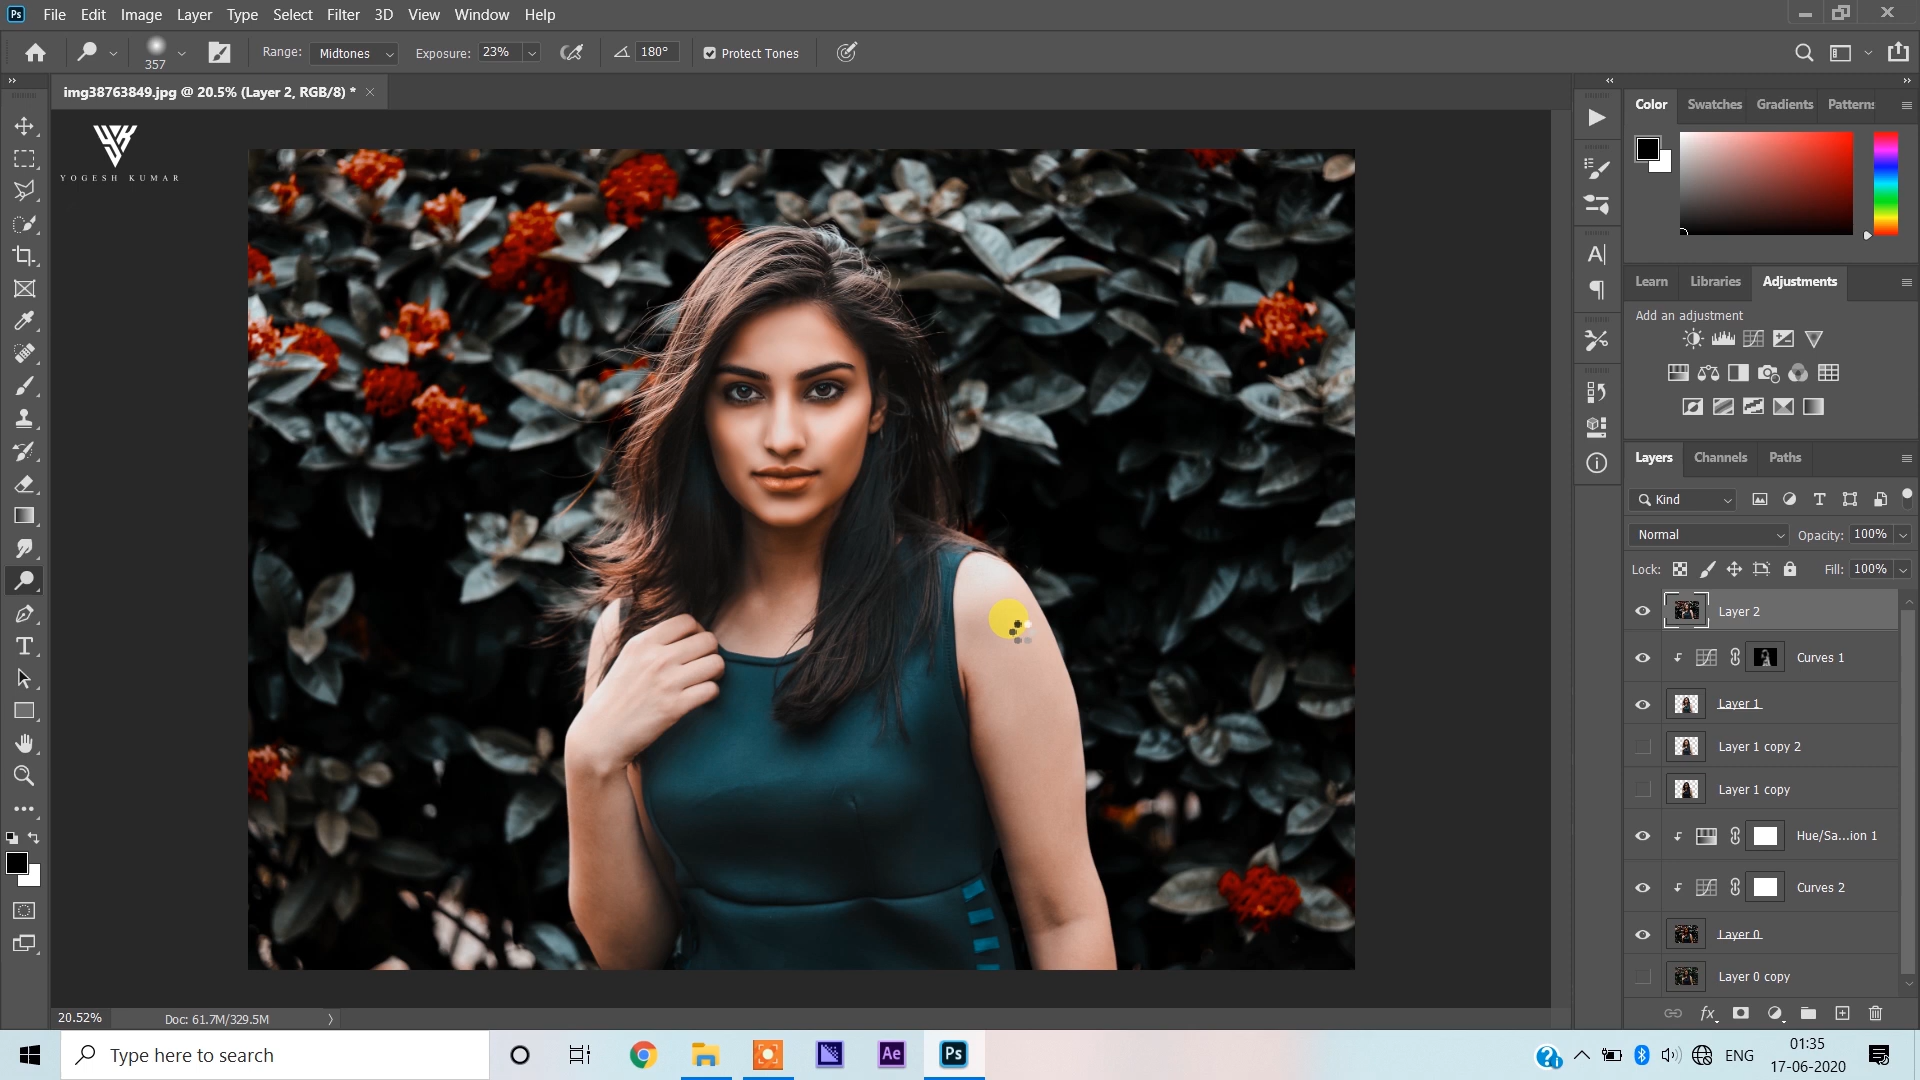 File Edit Image Layer Type Select Filter 3D View Window Help
357 Range: Midtones Exposure: 23% 180° Protect Tones
img38763849.jpg @ 20.5% (Layer 2, RGB/8) *
YOGESH KUMAR
Color Swatches Gradients Patterns
Learn Libraries Adjustments
Add an adjustment
Layers Channels Paths
Kind
Normal Opacity: 100%
Lock: Fill: 100%
Layer 2
Curves 1
Layer 1
Layer 1 copy 2
Layer 1 copy
Hue/Sa...ion 1
Curves 2
Layer 0
Layer 0 copy
20.52% Doc: 61.7M/329.5M
Type here to search
Ae Ps
ENG
01:35
17-06-2020